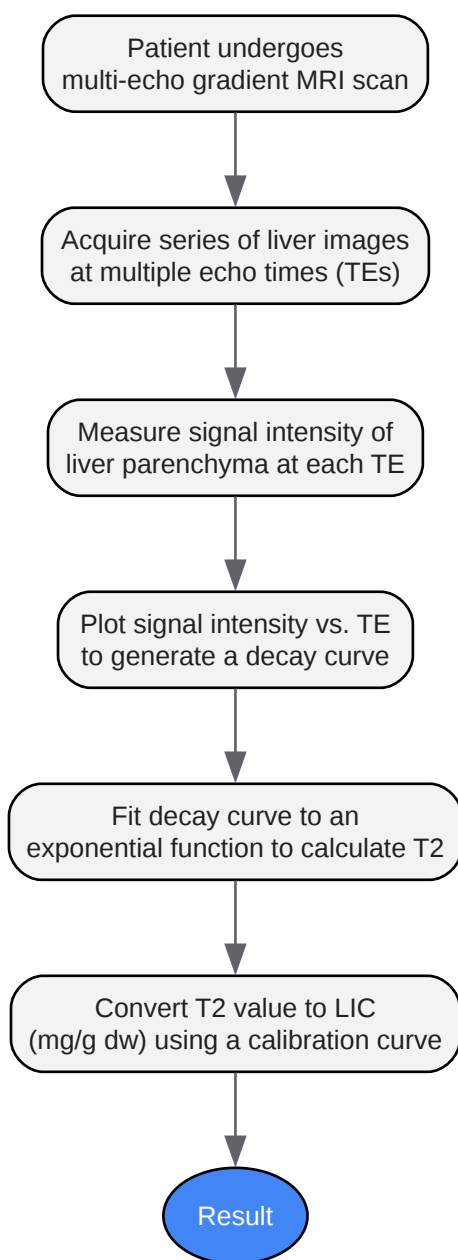 Patient undergoes
multi-echo gradient MRI scan
Acquire series of liver images
at multiple echo times (TEs)
Measure signal intensity of
liver parenchyma at each TE
Plot signal intensity vs. TE
to generate a decay curve
Fit decay curve to an
exponential function to calculate T2
Convert T2 value to LIC
(mg/g dw) using a calibration curve
Result